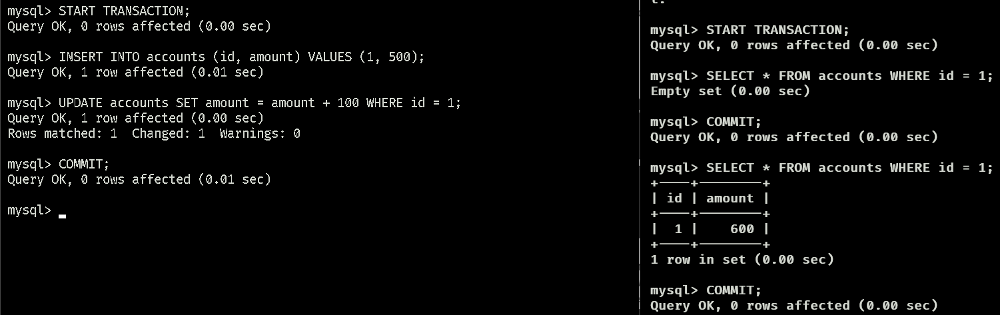 mysql> START TRANSACTION;
Query OK, 0 rows affected (0.00 sec)
mysql> INSERT INTO accounts (id, amount) VALUES (1, 500);
Query OK, 1 row affected (0.01 sec)
mysql> UPDATE accounts SET amount = amount + 100 WHERE id = 1;
Query OK, 1 row affected (0.00 sec)
Rows matched: 1  Changed: 1  Warnings: 0
mysql> COMMIT;
Query OK, 0 rows affected (0.01 sec)
mysql>
mysql> START TRANSACTION;
Query OK, 0 rows affected (0.00 sec)
mysql> SELECT * FROM accounts WHERE id = 1;
Empty set (0.00 sec)
mysql> COMMIT;
Query OK, 0 rows affected (0.00 sec)
mysql> SELECT * FROM accounts WHERE id = 1;
+----+--------+
| id | amount |
+----+--------+
|  1 |    600 |
+----+--------+
1 row in set (0.00 sec)
mysql> COMMIT;
Query OK, 0 rows affected (0.00 sec)